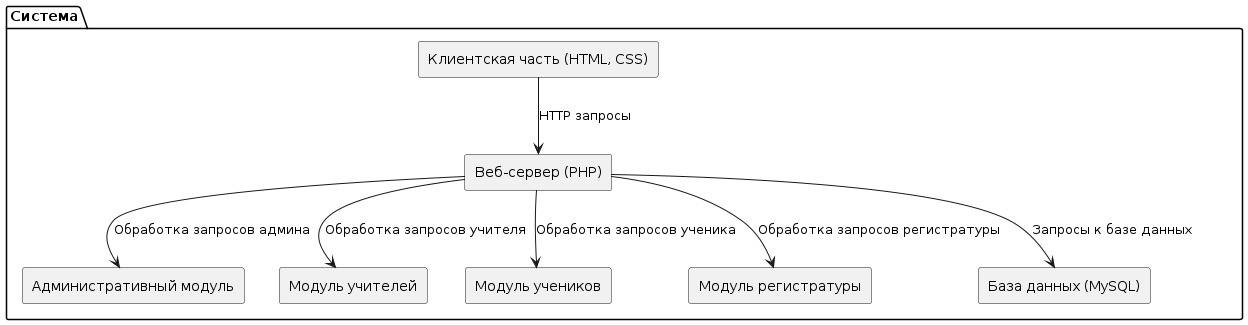 Система
Клиентская часть (HTML, CSS)
HTTP запросы
Веб-сервер (PHP)
Обработка запросов админа
Обработка запросов учителя
Обработка запросов ученика
Обработка запросов регистратуры
Запросы к базе данных
Административный модуль
Модуль учителей
Модуль учеников
Модуль регистратуры
База данных (MySQL)